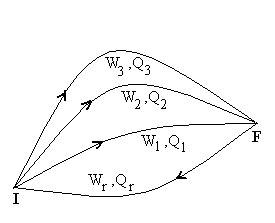 W3 ,Q3
W2 ,Q2
F
W1 ,Q1
Wr ,Qr
I